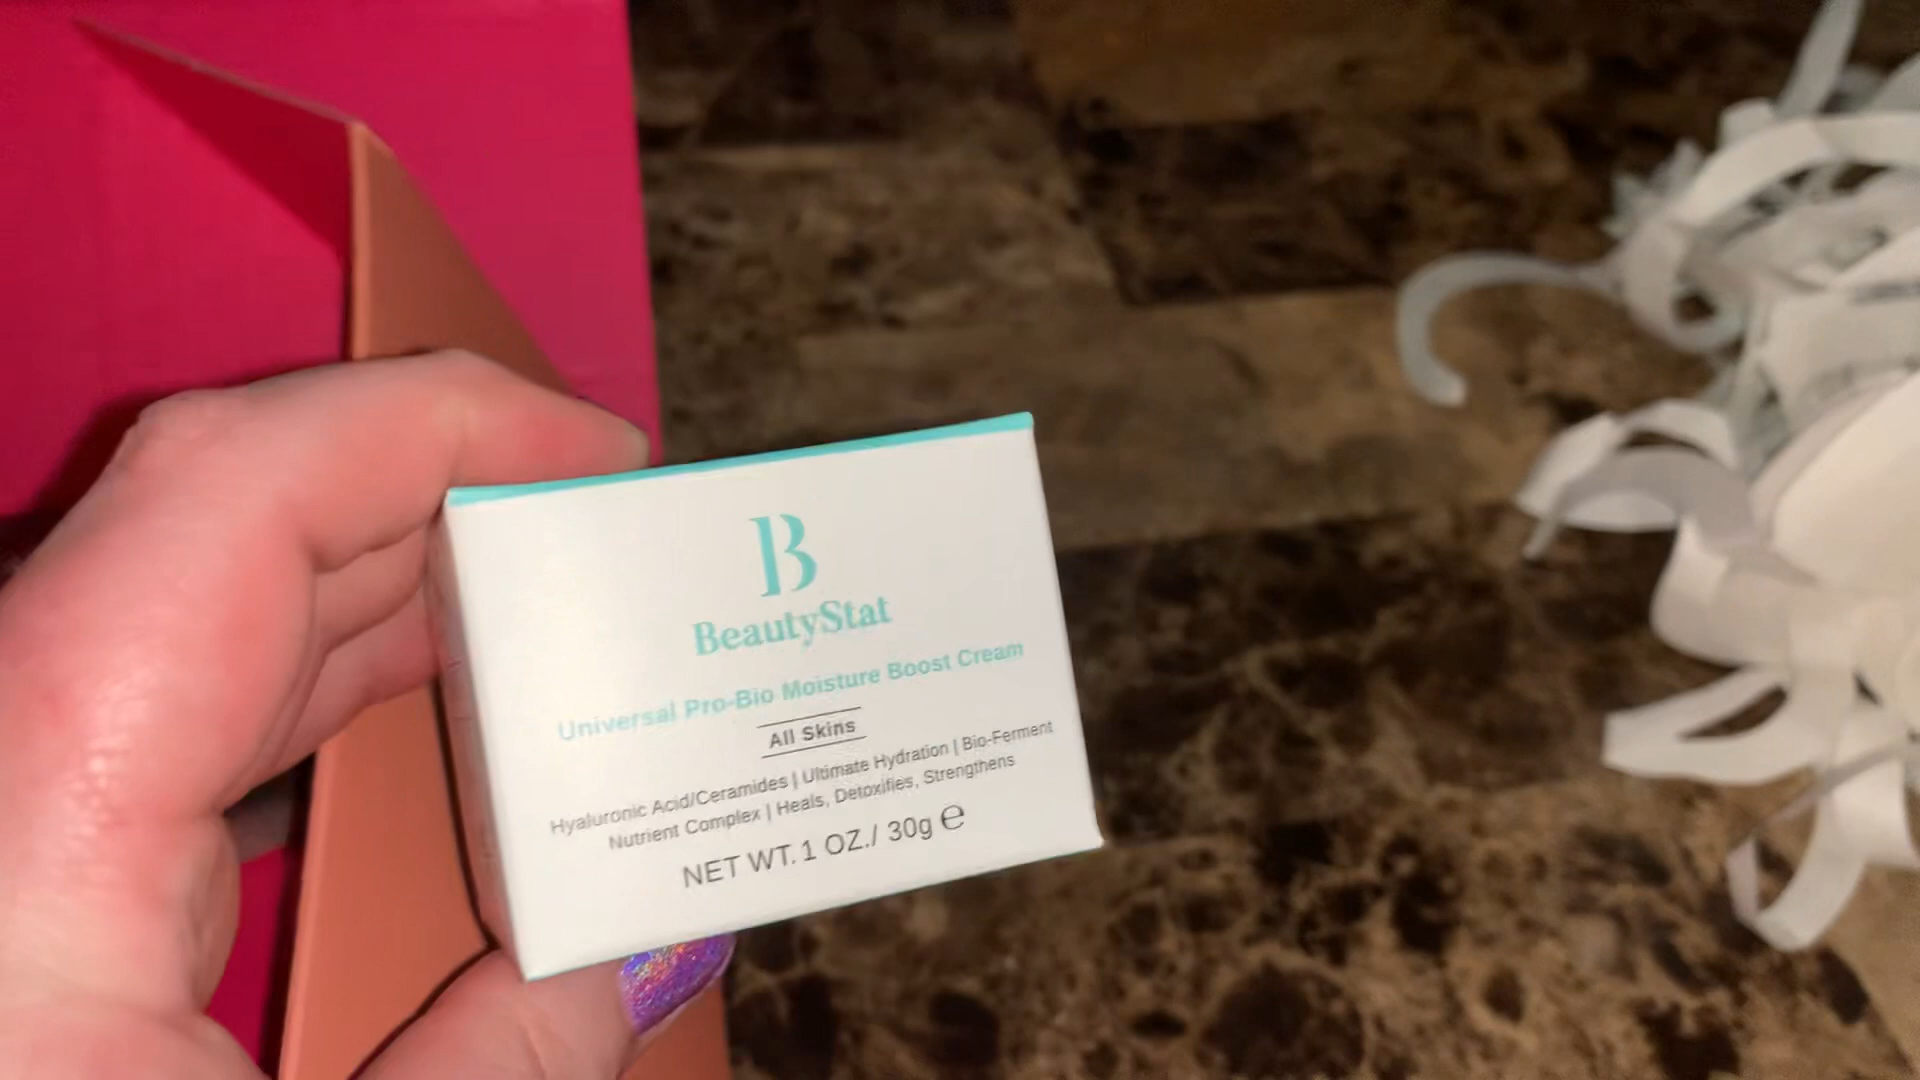 B
BeautyStat
Universal Pro-Bio Moisture Boost Cream
All Skins
Hyaluronic Acid/Ceramides | Ultimate Hydration | Bio-Ferment
Nutrient Complex | Heals, Detoxifies, Strengthens
NET WT. 1 OZ./ 30g ℮